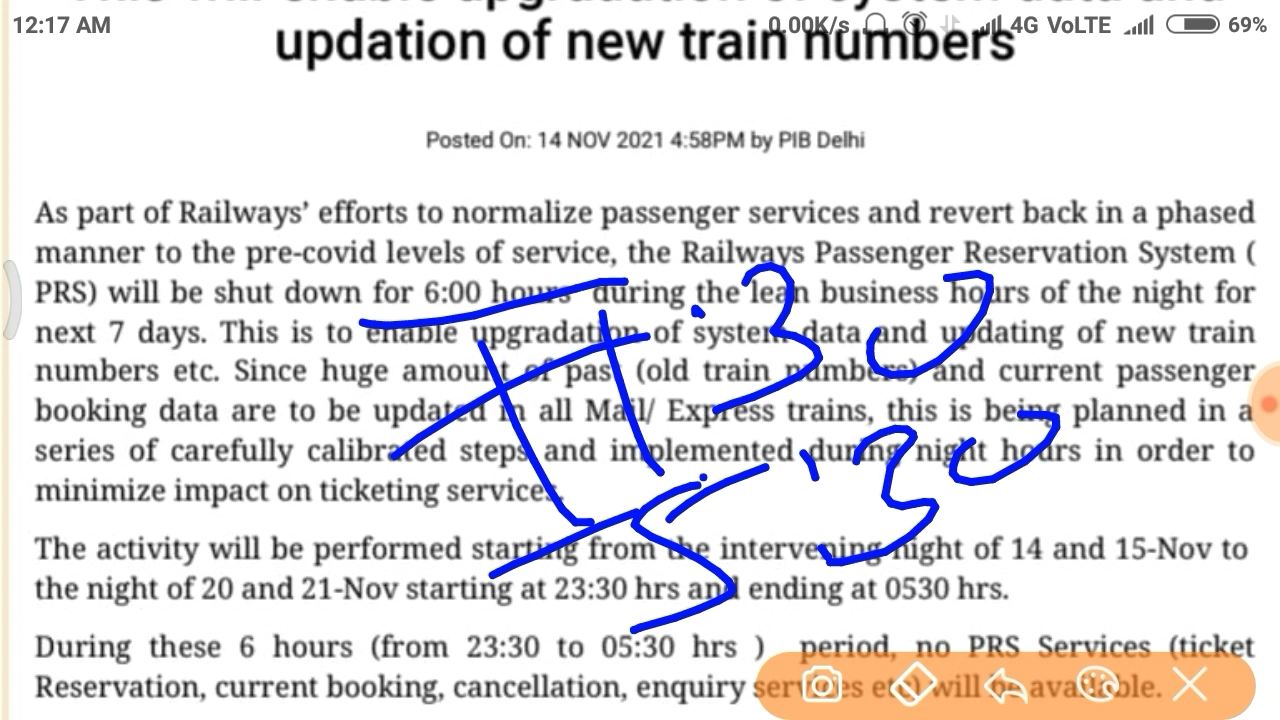 12:17 AM 0.00K/s 4G VoLTE 69%
updation of new train numbers
Posted On: 14 NOV 2021 4:58PM by PIB Delhi
As part of Railways’ efforts to normalize passenger services and revert back in a phased
manner to the pre-covid levels of service, the Railways Passenger Reservation System (
PRS) will be shut down for 6:00 hours during the lean business hours of the night for
next 7 days. This is to enable upgradation of system data and updating of new train
numbers etc. Since huge amount of past (old train numbers) and current passenger
booking data are to be updated in all Mail/ Express trains, this is being planned in a
series of carefully calibrated steps and implemented during night hours in order to
minimize impact on ticketing services.
The activity will be performed starting from the intervening night of 14 and 15-Nov to
the night of 20 and 21-Nov starting at 23:30 hrs and ending at 0530 hrs.
During these 6 hours (from 23:30 to 05:30 hrs ) period, no PRS Services (ticket
Reservation, current booking, cancellation, enquiry services etc) will be available.